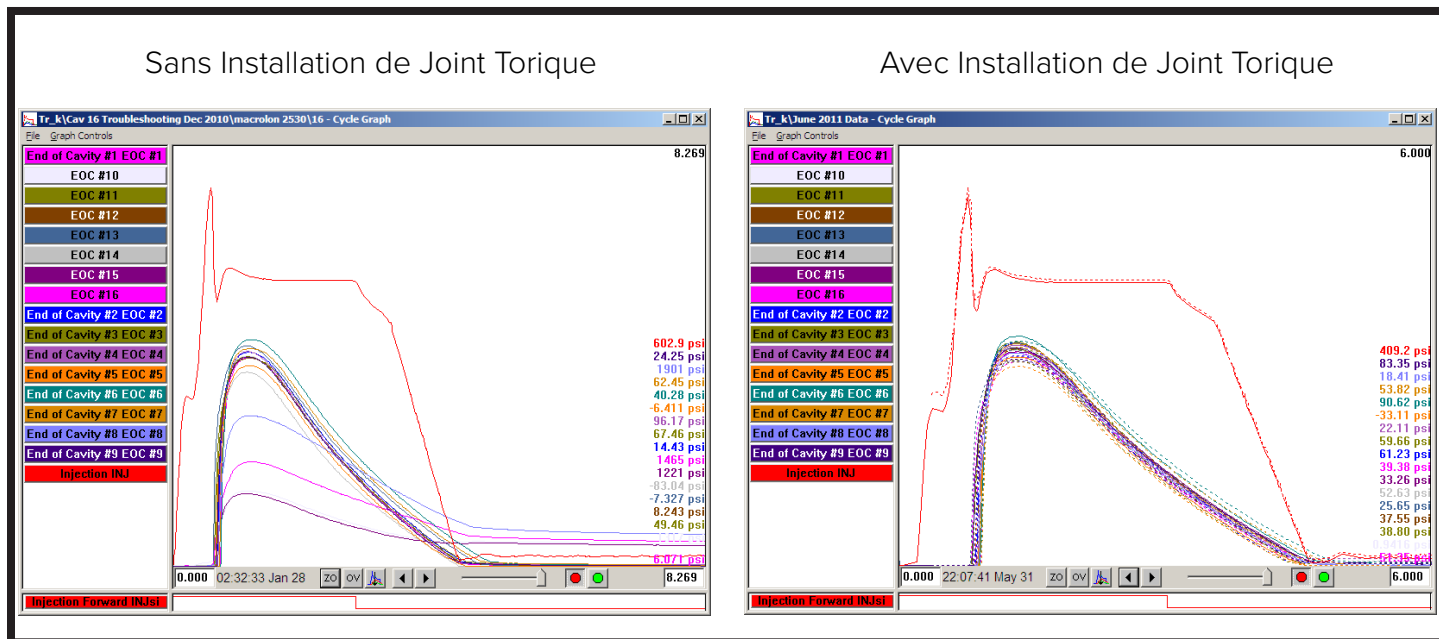 Sans Installation de Joint Torique
Tr_k\Cav 16 Troubleshooting Dec 2010\macrolon 2530\16 - Cycle Graph
File Graph Controls
End of Cavity #1 EOC #1
EOC #10
EOC #11
EOC #12
EOC #13
EOC #14
EOC #15
EOC #16
End of Cavity #2 EOC #2
End of Cavity #3 EOC #3
End of Cavity #4 EOC #4
End of Cavity #5 EOC #5
End of Cavity #6 EOC #6
End of Cavity #7 EOC #7
End of Cavity #8 EOC #8
End of Cavity #9 EOC #9
Injection INJ
8.269
602.9 psi
24.25 psi
1901 psi
62.45 psi
40.28 psi
-6.411 psi
96.17 psi
67.46 psi
14.43 psi
1465 psi
1221 psi
-83.04 psi
-7.327 psi
8.243 psi
49.46 psi
6.071 psi
0.000 02:32:33 Jan 28 ZO OV 8.269
Injection Forward INJsi
Avec Installation de Joint Torique
Tr_k\June 2011 Data - Cycle Graph
File Graph Controls
End of Cavity #1 EOC #1
EOC #10
EOC #11
EOC #12
EOC #13
EOC #14
EOC #15
EOC #16
End of Cavity #2 EOC #2
End of Cavity #3 EOC #3
End of Cavity #4 EOC #4
End of Cavity #5 EOC #5
End of Cavity #6 EOC #6
End of Cavity #7 EOC #7
End of Cavity #8 EOC #8
End of Cavity #9 EOC #9
Injection INJ
6.000
409.2 psi
83.35 psi
18.41 psi
53.82 psi
90.62 psi
-33.11 psi
22.11 psi
59.66 psi
61.23 psi
39.38 psi
33.26 psi
52.63 psi
25.65 psi
37.55 psi
38.80 psi
0.000 22:07:41 May 31 ZO OV 6.000
Injection Forward INJsi